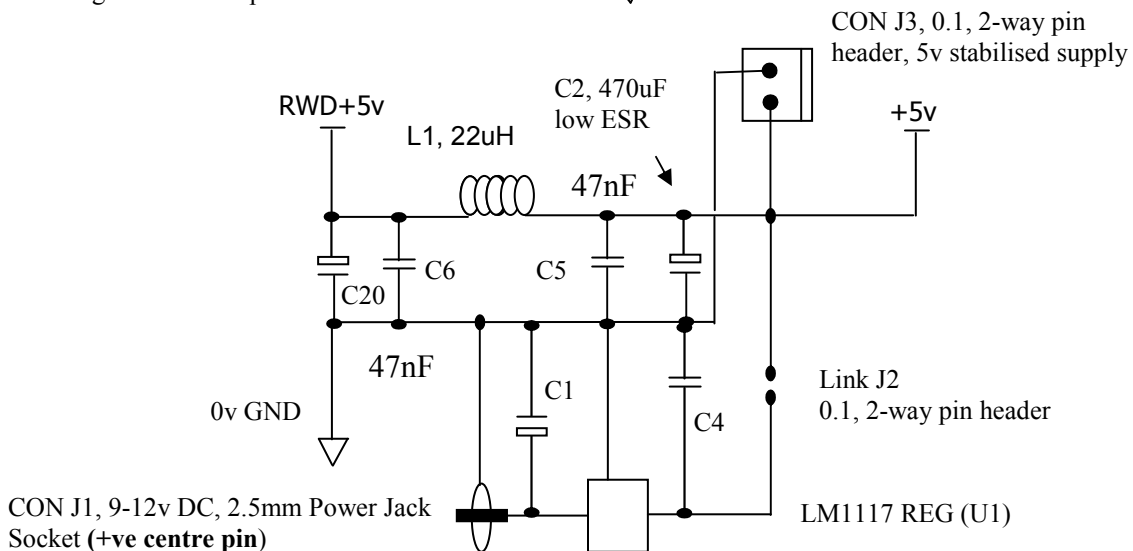 CON J3, 0.1, 2-way pin
header, 5v stabilised supply
C2, 470uF
low ESR
RWD+5v
+5v
L1, 22uH
47nF
C6
C5
C20
47nF
C1
Link J2
0.1, 2-way pin header
0v GND
C4
CON J1, 9-12v DC, 2.5mm Power Jack
Socket (+ve centre pin)
LM1117 REG (U1)